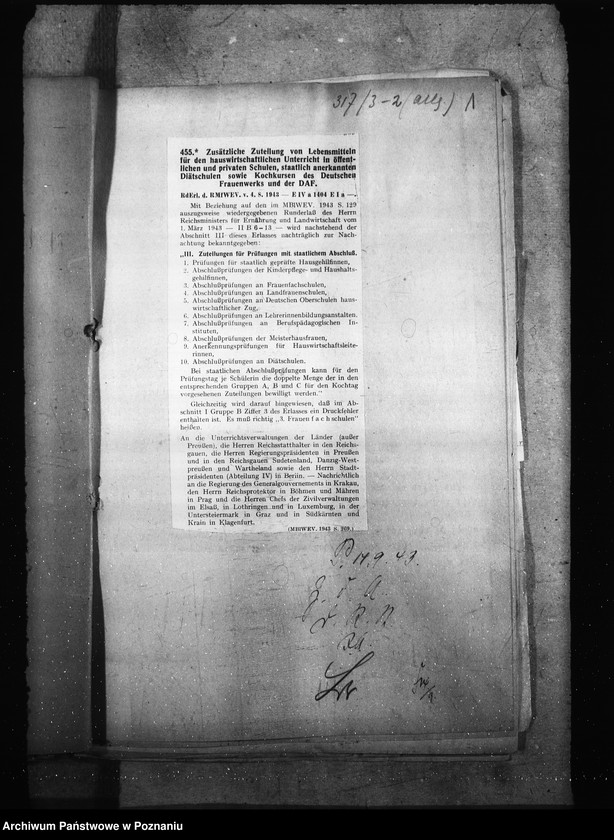 317/3-2 (allg.) 1
455.* Zusätzliche Zuteilung von Lebensmitteln
für den hauswirtschaftlichen Unterricht in öffent-
lichen und privaten Schulen, staatlich anerkannten
Diätschulen sowie Kochkursen des Deutschen
Frauenwerks und der DAF.
RdErl. d. RMfWEV. v. 4. 8. 1943 — E IV a 1404 E I a —.
Mit Beziehung auf den im MBlWEV. 1943 S. 129
auszugsweise wiedergegebenen Runderlaß des Herrn
Reichsministers für Ernährung und Landwirtschaft vom
1. März 1943 — II B 6–13 — wird nachstehend der
Abschnitt III dieses Erlasses nachträglich zur Nach-
achtung bekanntgegeben:
„III. Zuteilungen für Prüfungen mit staatlichem Abschluß.
1. Prüfungen für staatlich geprüfte Hausgehilfinnen,
2. Abschlußprüfungen der Kinderpflege- und Haushalts-
gehilfinnen,
3. Abschlußprüfungen an Frauenfachschulen,
4. Abschlußprüfungen an Landfrauenschulen,
5. Abschlußprüfungen an Deutschen Oberschulen haus-
wirtschaftlicher Zug,
6. Abschlußprüfungen an Lehrerinnenbildungsanstalten.
7. Abschlußprüfungen an Berufspädagogischen In-
stituten,
8. Abschlußprüfungen der Meisterhausfrauen,
9. Anerkennungsprüfungen für Hauswirtschaftsleite-
rinnen,
10. Abschlußprüfungen an Diätschulen.
Bei staatlichen Abschlußprüfungen kann für den
Prüfungstag je Schülerin die doppelte Menge der in den
entsprechenden Gruppen A, B und C für den Kochtag
vorgesehenen Zuteilungen bewilligt werden."
Gleichzeitig wird darauf hingewiesen, daß im Ab-
schnitt I Gruppe B Ziffer 3 des Erlasses ein Druckfehler
enthalten ist. Es muß richtig „3. Frauenfachschulen"
heißen.
An die Unterrichtsverwaltungen der Länder (außer
Preußen), die Herren Reichsstatthalter in den Reichs-
gauen, die Herren Regierungspräsidenten in Preußen
und in den Reichsgauen Sudetenland, Danzig-West-
preußen und Wartheland sowie den Herrn Stadt-
präsidenten (Abteilung IV) in Berlin. — Nachrichtlich
an die Regierung des Generalgouvernements in Krakau,
den Herrn Reichsprotektor in Böhmen und Mähren
in Prag und die Herren Chefs der Zivilverwaltungen
im Elsaß, in Lothringen und in Luxemburg, in der
Untersteiermark in Graz und in Südkärnten und
Krain in Klagenfurt.
(MBlWEV. 1943 S. 269.)
P. 14.9.43.
z. d. A
Archiwum Państwowe w Poznaniu